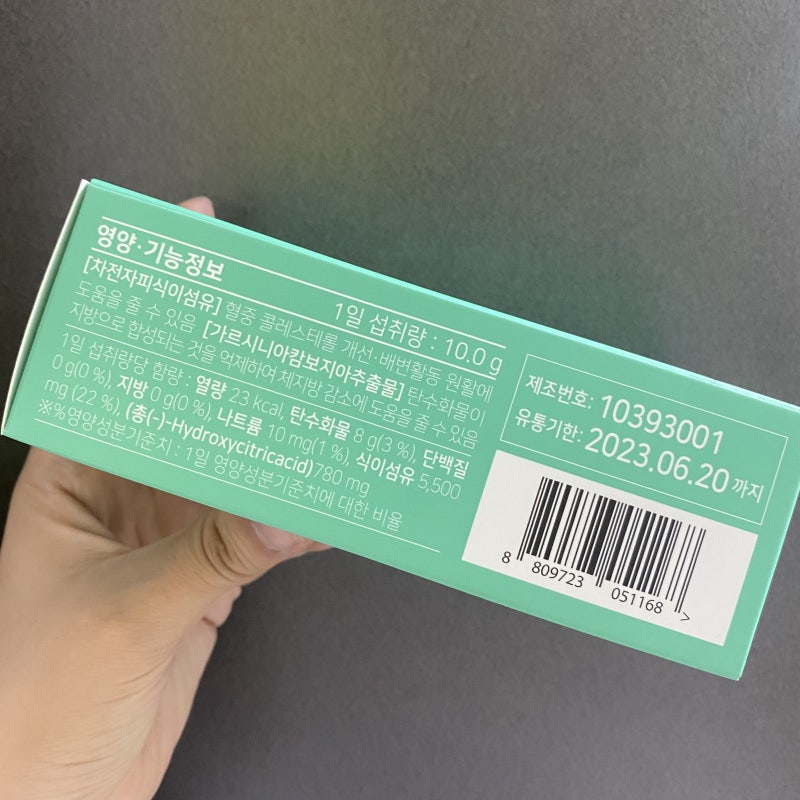 영양·기능정보
1일 섭취량 : 10.0 g
[차전자피식이섬유] 혈중 콜레스테롤 개선·배변활동 원활에
도움을 줄 수 있음 [가르시니아캄보지아추출물] 탄수화물이
지방으로 합성되는 것을 억제하여 체지방 감소에 도움을 줄 수 있음
1일 섭취량당 함량 : 열량 23 kcal, 탄수화물 8 g(3 %), 단백질
0 g(0 %), 지방 0 g(0 %), 나트륨 10 mg(1 %), 식이섬유 5,500
mg (22 %), (총(-)-Hydroxycitricacid)780 mg
※% 영양성분기준치 : 1일 영양성분기준치에 대한 비율
제조번호: 10393001
유통기한: 2023.06.20 까지
8 809723 051168 >